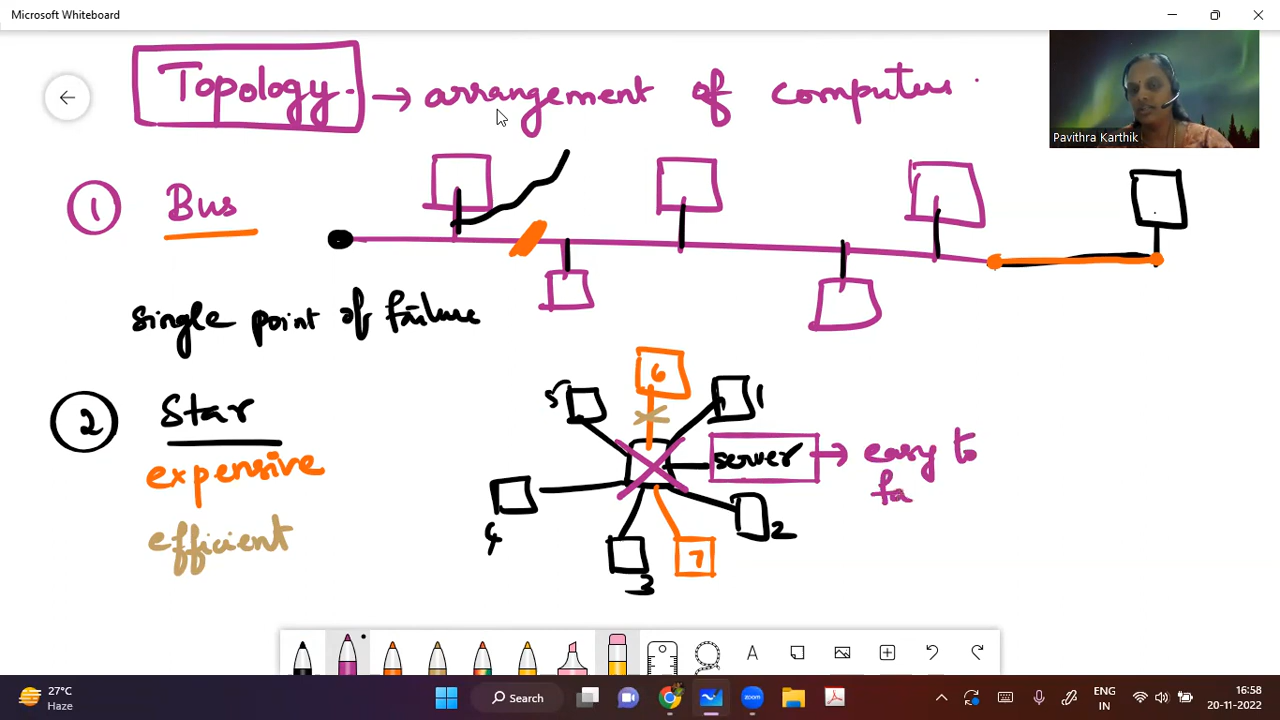 Microsoft Whiteboard
Topology → arrangement of computers
Pavithra Karthik
1 Bus
single point of failure
6
5
1
2 Star
server → easy to
fa
expensive
4
2
efficient
7
3
A
27°C
Haze
Search
zoom
ENG
IN
16:58
20-11-2022